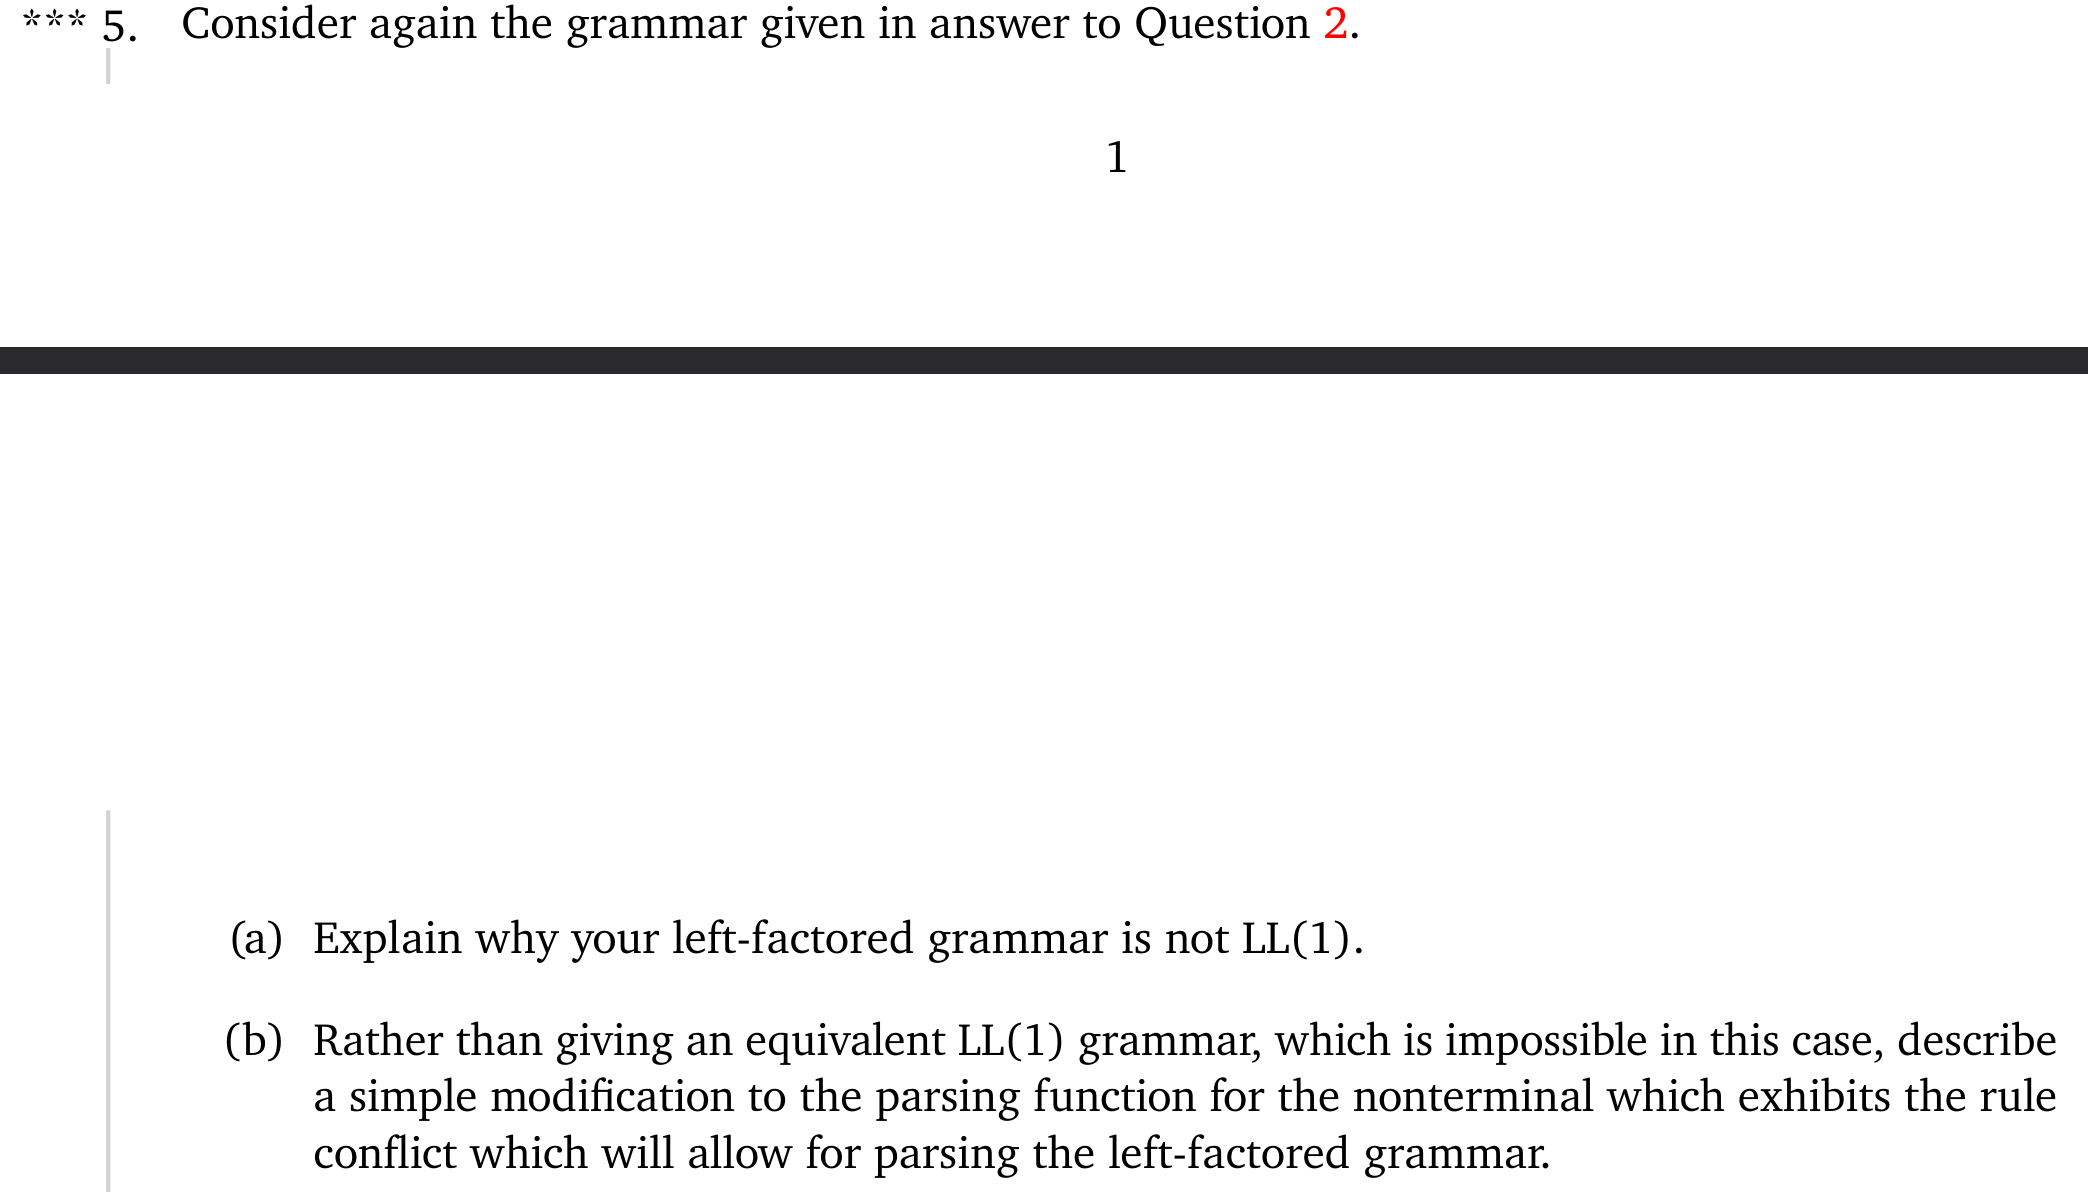 *** 5. Consider again the grammar given in answer to Question 2.
1
(a) Explain why your left-factored grammar is not LL(1).
(b) Rather than giving an equivalent LL(1) grammar, which is impossible in this case, describe
a simple modification to the parsing function for the nonterminal which exhibits the rule
conflict which will allow for parsing the left-factored grammar.